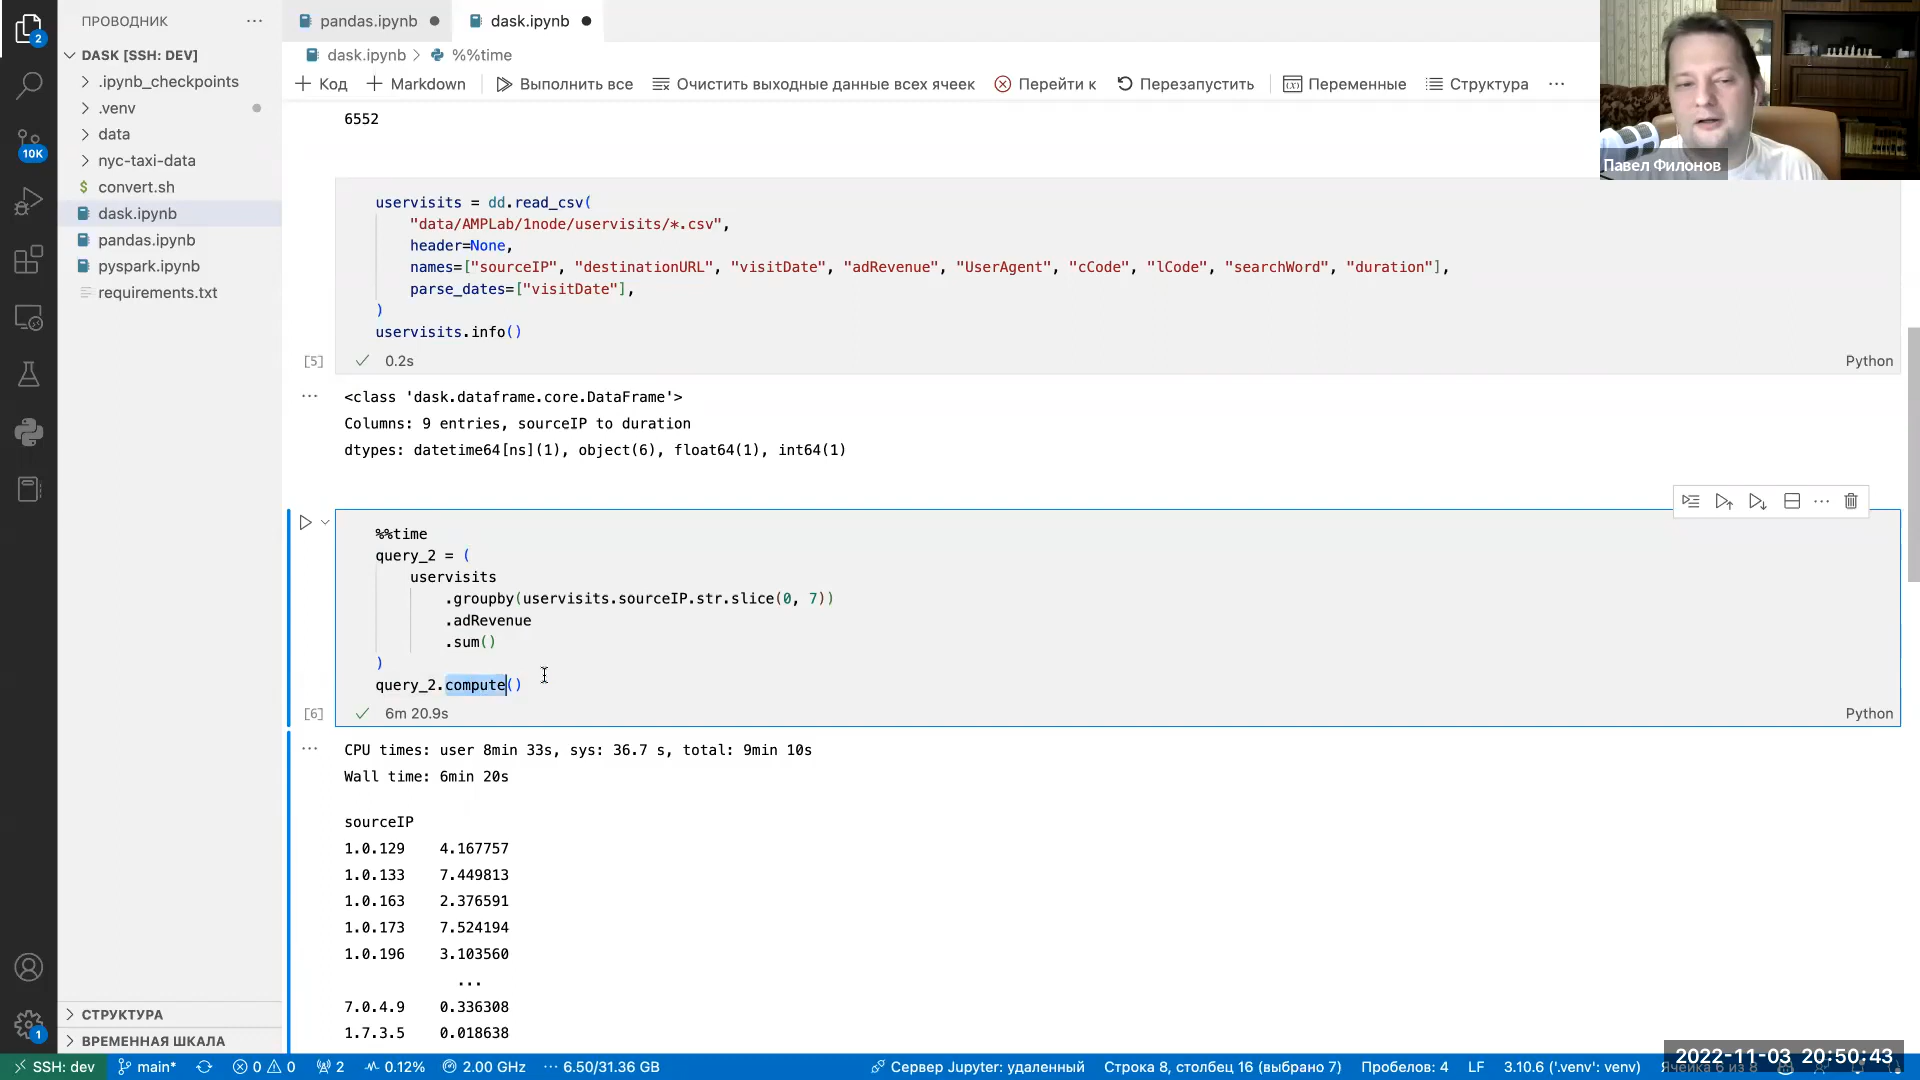 ПРОВОДНИК
pandas.ipynb
dask.ipynb
DASK [SSH: DEV]
.ipynb_checkpoints
.venv
data
nyc-taxi-data
convert.sh
dask.ipynb
pandas.ipynb
pyspark.ipynb
requirements.txt
СТРУКТУРА
ВРЕМЕННАЯ ШКАЛА
2
10K
1
dask.ipynb > %%time
Код
Markdown
Выполнить все
Очистить выходные данные всех ячеек
Перейти к
Перезапустить
Переменные
Структура
Павел Филонов
6552
uservisits = dd.read_csv(
"data/AMPLab/1node/uservisits/*.csv",
header=None,
names=["sourceIP", "destinationURL", "visitDate", "adRevenue", "UserAgent", "cCode", "lCode", "searchWord", "duration"],
parse_dates=["visitDate"],
)
uservisits.info()
[5] 0.2s Python
<class 'dask.dataframe.core.DataFrame'>
Columns: 9 entries, sourceIP to duration
dtypes: datetime64[ns](1), object(6), float64(1), int64(1)
%%time
query_2 = (
uservisits
.groupby(uservisits.sourceIP.str.slice(0, 7))
.adRevenue
.sum()
)
query_2.compute()
[6] 6m 20.9s Python
CPU times: user 8min 33s, sys: 36.7 s, total: 9min 10s
Wall time: 6min 20s
sourceIP
1.0.129 4.167757
1.0.133 7.449813
1.0.163 2.376591
1.0.173 7.524194
1.0.196 3.103560
...
7.0.4.9 0.336308
1.7.3.5 0.018638
SSH: dev main* 0 0 2 0.12% 2.00 GHz 6.50/31.36 GB Сервер Jupyter: удаленный Строка 8, столбец 16 (выбрано 7) Пробелов: 4 LF 3.10.6 ('.venv': venv) Ячейка 6 из 8
2022-11-03 20:50:43